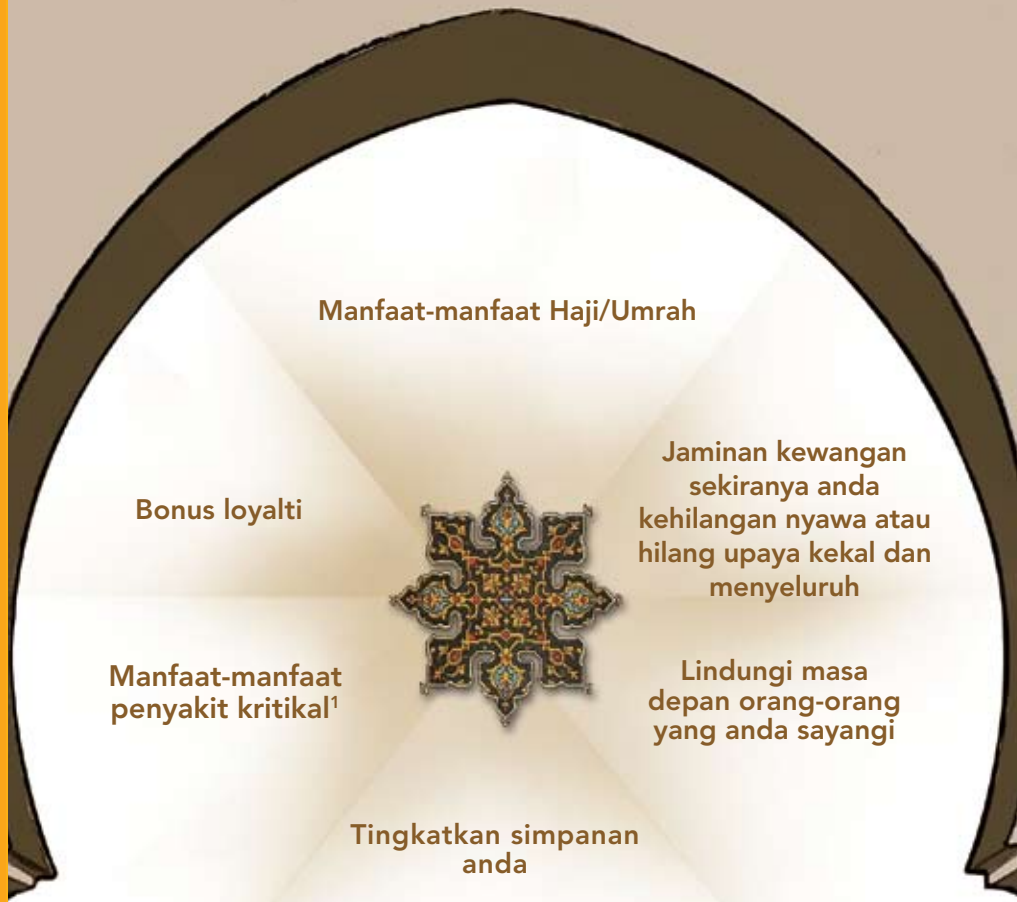 Manfaat-manfaat Haji/Umrah
Jaminan kewangan
sekiranya anda
kehilangan nyawa atau
hilang upaya kekal dan
menyeluruh
Bonus loyalti
Manfaat-manfaat
penyakit kritikal¹
Lindungi masa
depan orang-orang
yang anda sayangi
Tingkatkan simpanan
anda